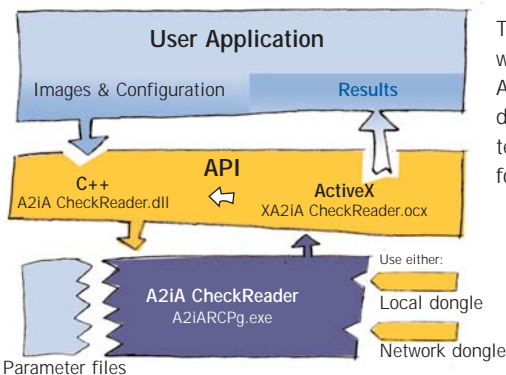 User Application
Images & Configuration
Results
API
C++
A2iA CheckReader.dll
ActiveX
XA2iA CheckReader.ocx
A2iA CheckReader
A2iARCPg.exe
Use either:
Local dongle
Network dongle
Parameter files